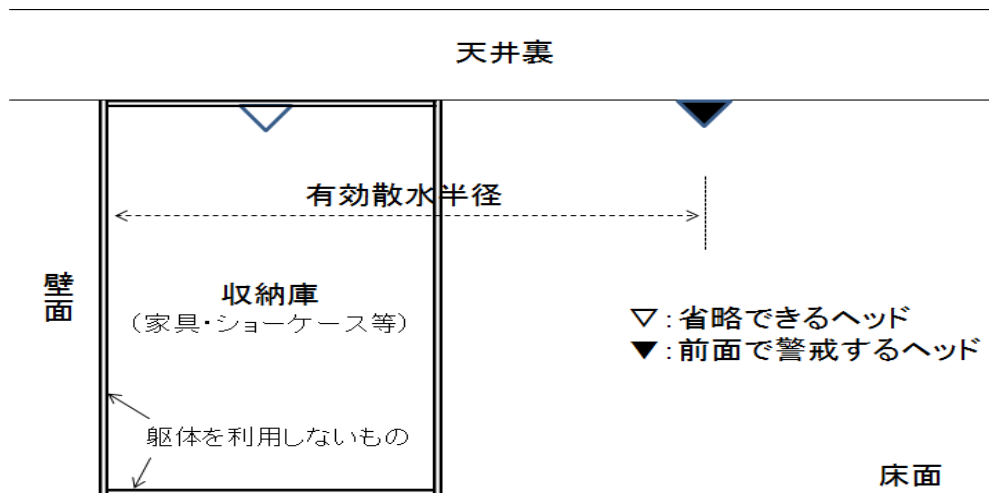 天井裏
有効散水半径
壁面
収納庫
（家具・ショーケース等）
▽：省略できるヘッド
▼：前面で警戒するヘッド
躯体を利用しないもの
床面